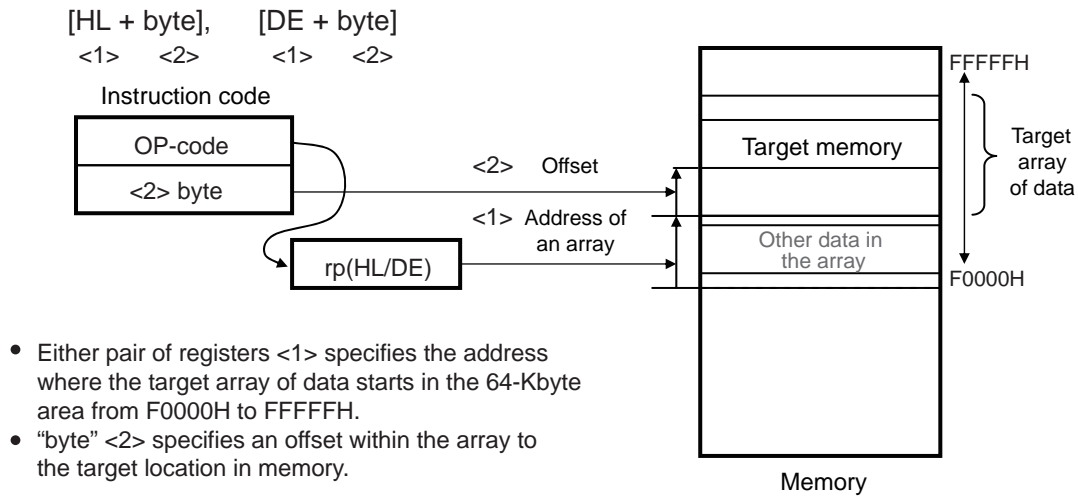 [HL + byte], [DE + byte]
<1> <2> <1> <2>
Instruction code
OP-code
<2> byte
rp(HL/DE)
<2> Offset
<1> Address of
an array
Target memory
Other data in
the array
FFFFFH
Target
array
of data
F0000H
Memory
• Either pair of registers <1> specifies the address
where the target array of data starts in the 64-Kbyte
area from F0000H to FFFFFH.
• “byte” <2> specifies an offset within the array to
the target location in memory.